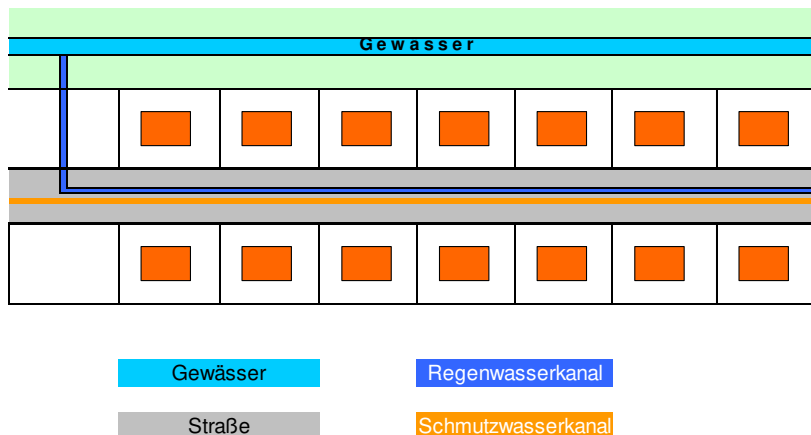 Gewässer
Gewässer
Regenwasserkanal
Straße
Schmutzwasserkanal